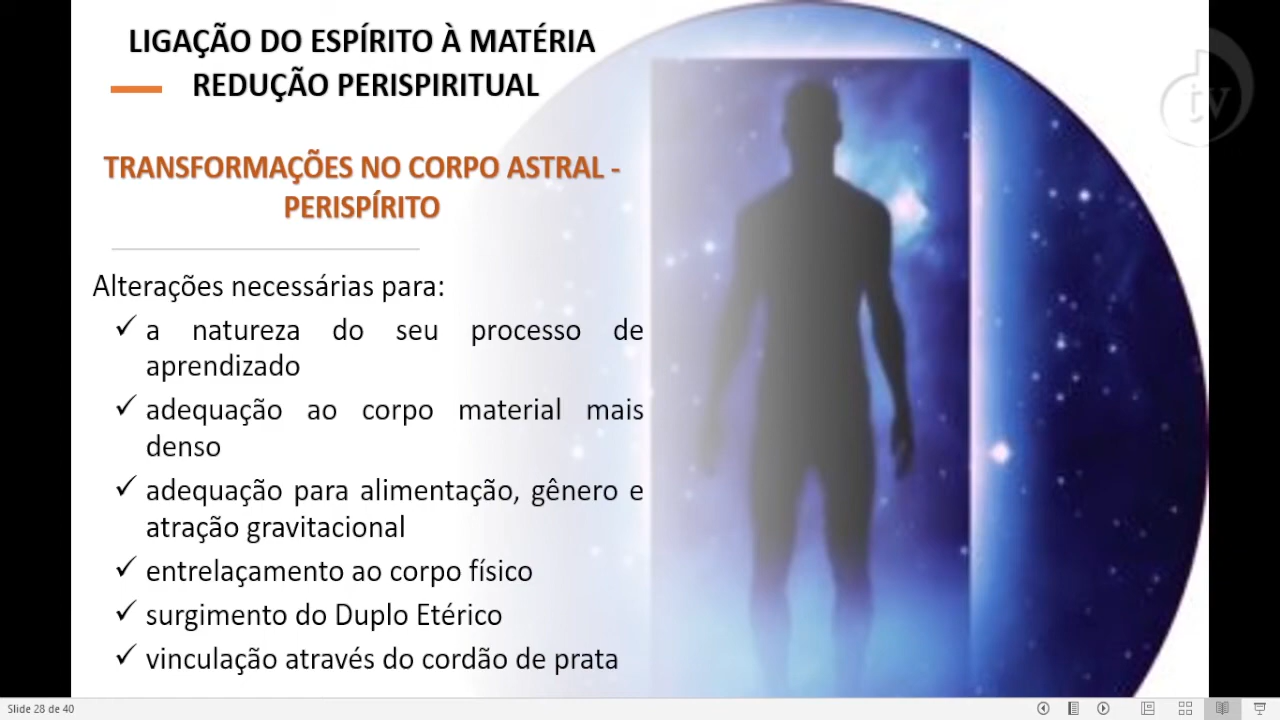 LIGAÇÃO DO ESPÍRITO À MATÉRIA
REDUÇÃO PERISPIRITUAL
TRANSFORMAÇÕES NO CORPO ASTRAL -
PERISPÍRITO
Alterações necessárias para:
✓ a natureza do seu processo de
aprendizado
✓ adequação ao corpo material mais
denso
✓ adequação para alimentação, gênero e
atração gravitacional
✓ entrelaçamento ao corpo físico
✓ surgimento do Duplo Etérico
✓ vinculação através do cordão de prata
tv
Slide 28 de 40